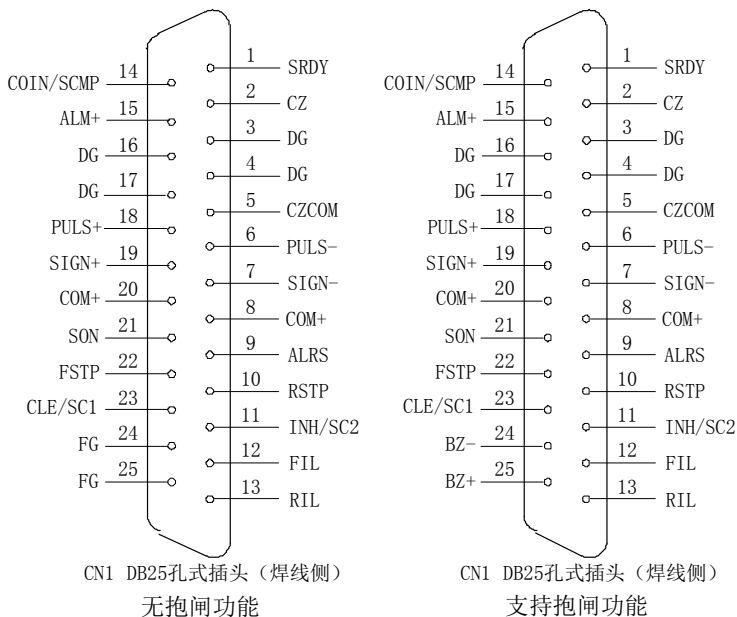 1 SRDY
14 COIN/SCMP
2 CZ
15 ALM+
3 DG
16 DG
4 DG
17 DG
5 CZCOM
18 PULS+
6 PULS-
19 SIGN+
7 SIGN-
20 COM+
8 COM+
21 SON
9 ALRS
22 FSTP
10 RSTP
23 CLE/SC1
11 INH/SC2
24 FG
12 FIL
25 FG
13 RIL
CN1 DB25孔式插头（焊线侧）
无抱闸功能
1 SRDY
14 COIN/SCMP
2 CZ
15 ALM+
3 DG
16 DG
4 DG
17 DG
5 CZCOM
18 PULS+
6 PULS-
19 SIGN+
7 SIGN-
20 COM+
8 COM+
21 SON
9 ALRS
22 FSTP
10 RSTP
23 CLE/SC1
11 INH/SC2
24 BZ-
12 FIL
25 BZ+
13 RIL
CN1 DB25孔式插头（焊线侧）
支持抱闸功能